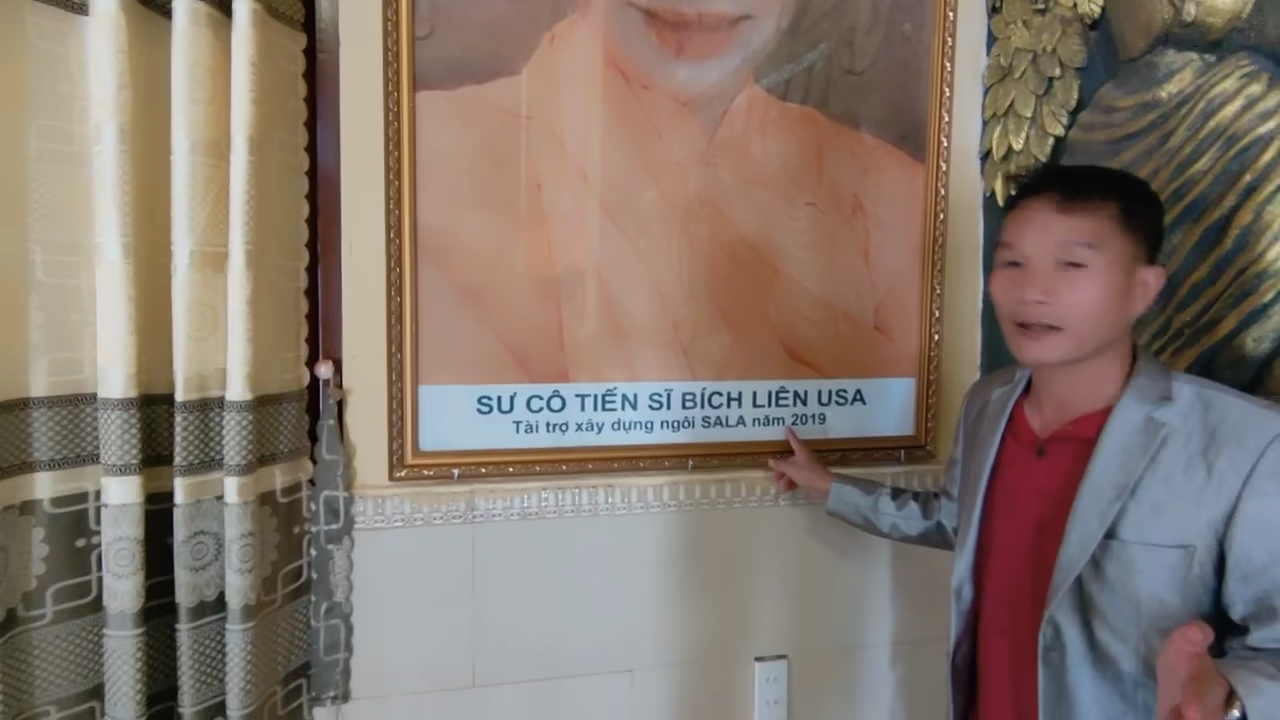 SƯ CÔ TIẾN SĨ BÍCH LIÊN USA
Tài trợ xây dựng ngôi SALA năm 2019